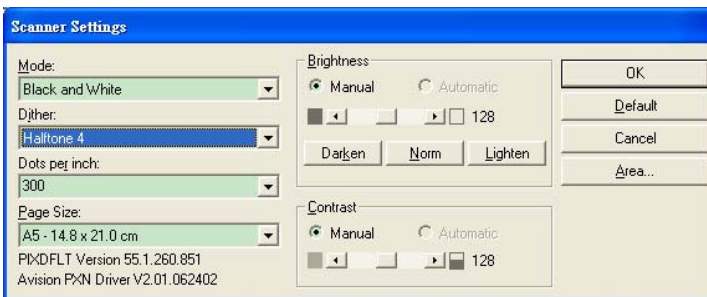 Scanner Settings
Mode:
Black and White
Dither:
Halftone 4
Dots per inch:
300
Page Size:
A5 - 14.8 x 21.0 cm
PIXDFLT Version 55.1.260.851
Avision PXN Driver V2.01.062402
Brightness
Manual Automatic
128
Darken Norm Lighten
Contrast
Manual Automatic
128
OK
Default
Cancel
Area...